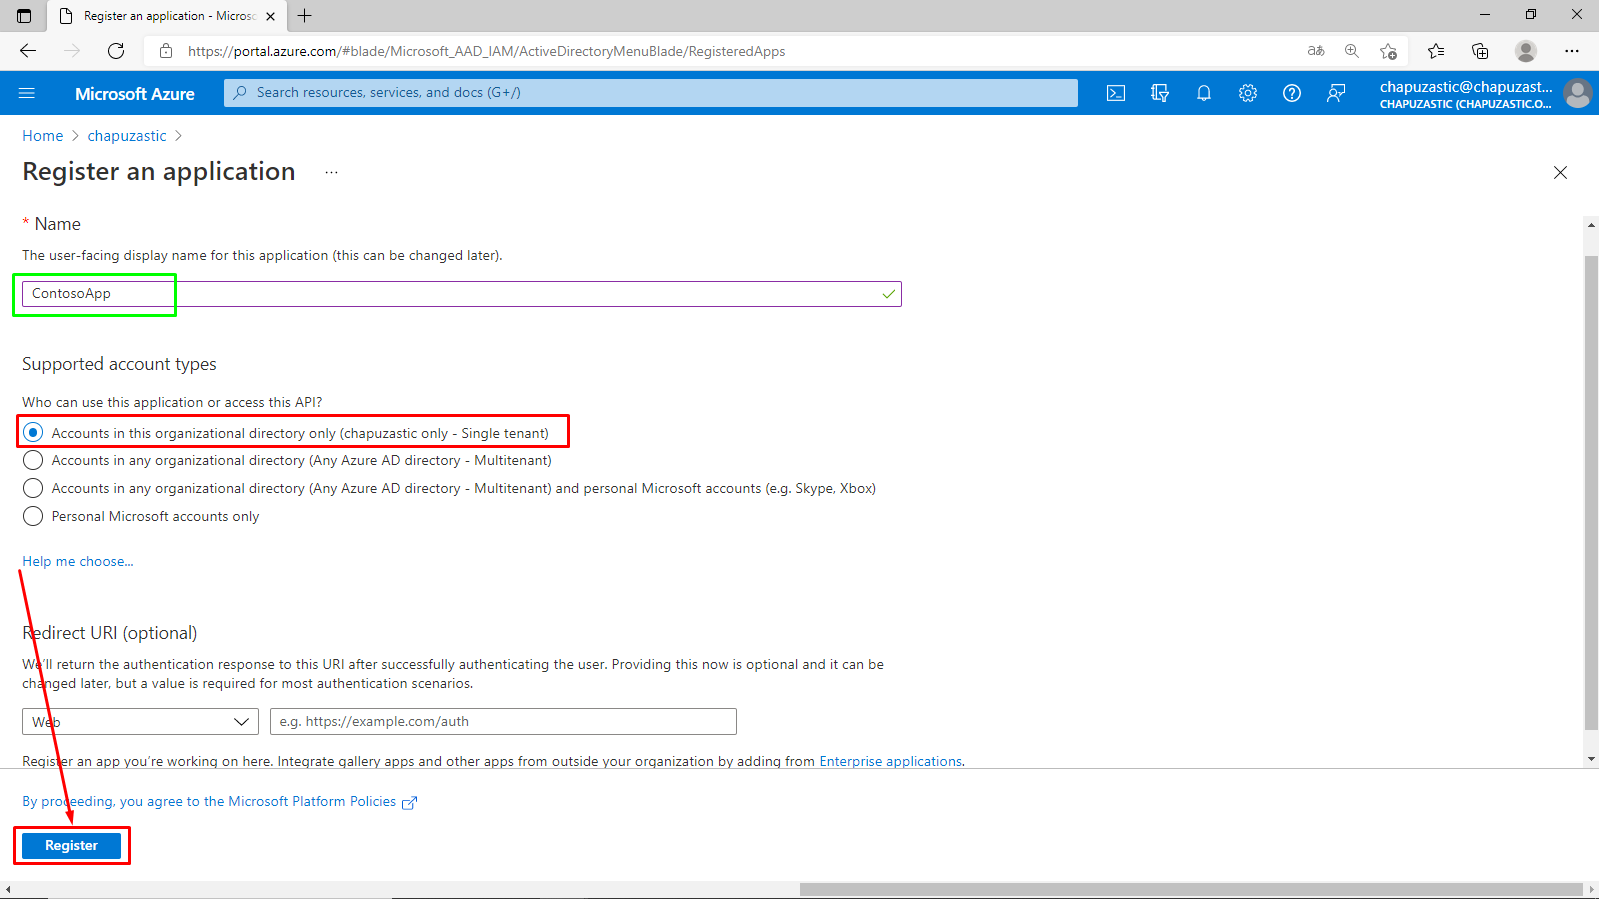 Register an application - Micros
https://portal.azure.com/#blade/Microsoft_AAD_IAM/ActiveDirectoryMenuBlade/RegisteredApps
aあ
Microsoft Azure
Search resources, services, and docs (G+/)
chapuzastic@chapuzast...
CHAPUZASTIC (CHAPUZASTIC.O...
Home > chapuzastic >
Register an application ...
* Name
The user-facing display name for this application (this can be changed later).
ContosoApp
Supported account types
Who can use this application or access this API?
Accounts in this organizational directory only (chapuzastic only - Single tenant)
Accounts in any organizational directory (Any Azure AD directory - Multitenant)
Accounts in any organizational directory (Any Azure AD directory - Multitenant) and personal Microsoft accounts (e.g. Skype, Xbox)
Personal Microsoft accounts only
Help me choose...
Redirect URI (optional)
We'll return the authentication response to this URI after successfully authenticating the user. Providing this now is optional and it can be
changed later, but a value is required for most authentication scenarios.
Web
e.g. https://example.com/auth
Register an app you're working on here. Integrate gallery apps and other apps from outside your organization by adding from Enterprise applications.
By proceeding, you agree to the Microsoft Platform Policies
Register